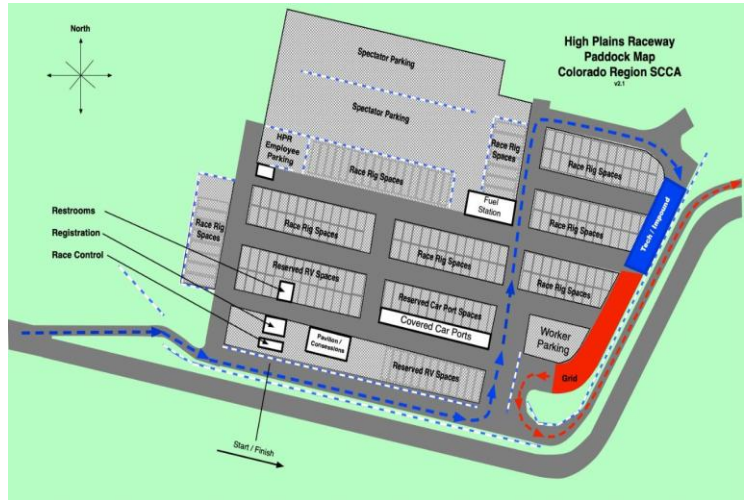 North
High Plains Raceway
Paddock Map
Colorado Region SCCA
v2.1
Spectator Parking
Spectator Parking
HPR
Employee
Parking
Race Rig Spaces
Race Rig
Spaces
Race Rig Spaces
Fuel
Station
Restrooms
Registration
Race Control
Race Rig
Spaces
Race Rig Spaces
Race Rig Spaces
Race Rig Spaces
Tech / Impound
Reserved RV Spaces
Reserved Car Port Spaces
Covered Car Ports
Race Rig Spaces
Pavilion /
Concessions
Reserved RV Spaces
Worker
Parking
Grid
Start / Finish